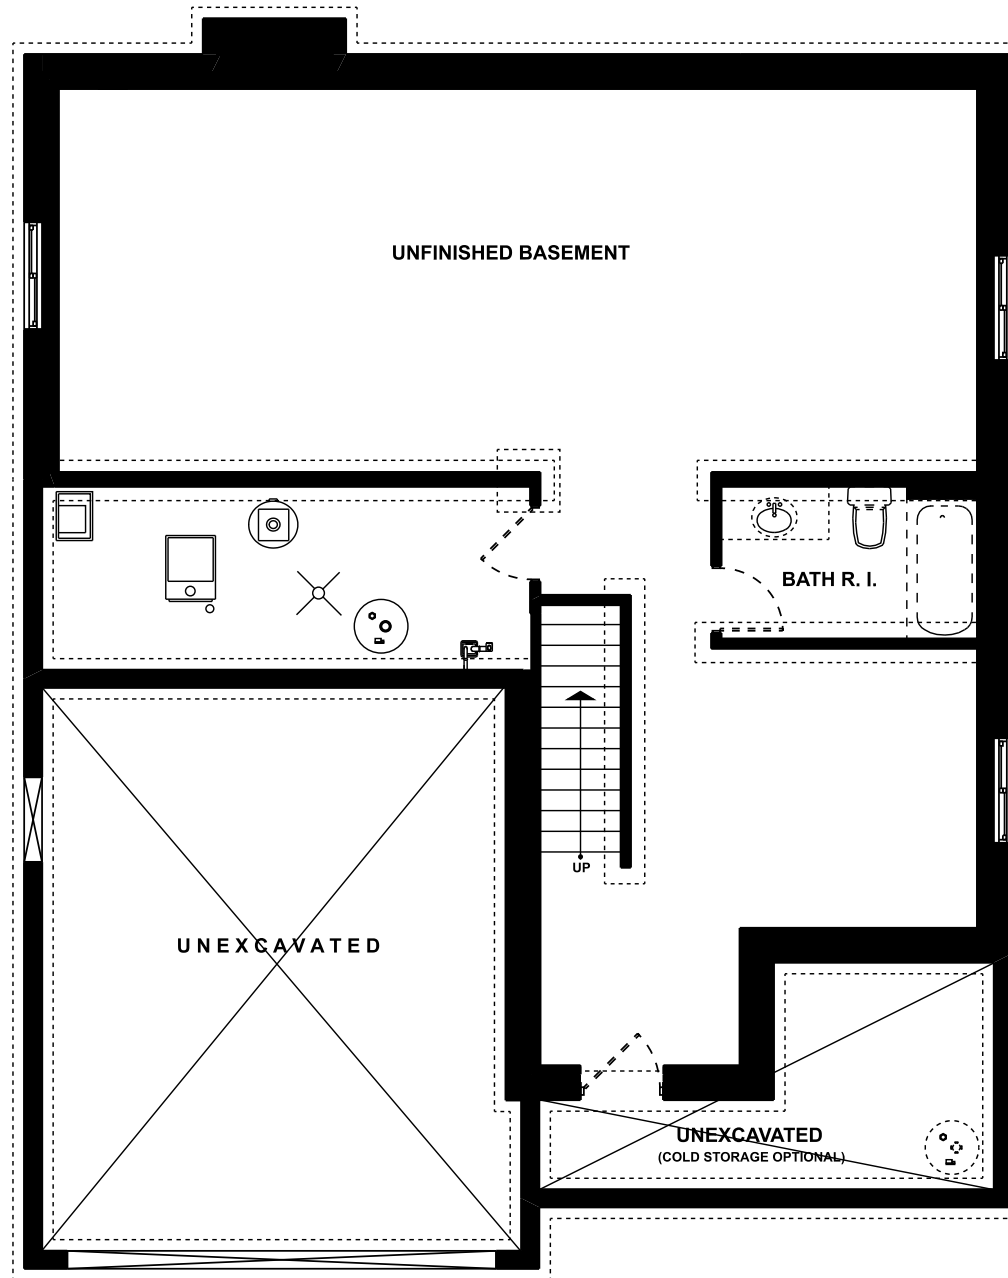 UNFINISHED BASEMENT
BATH R. I.
UP
UNEXCAVATED
UNEXCAVATED
(COLD STORAGE OPTIONAL)